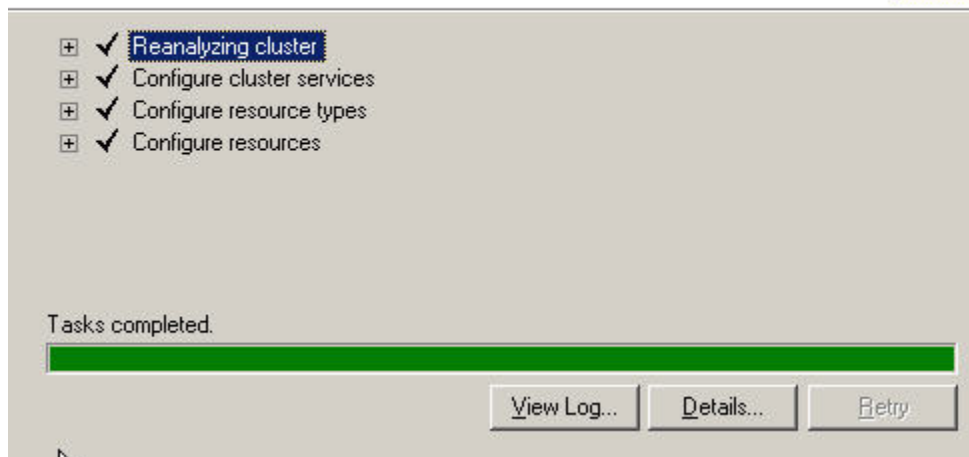 Reanalyzing cluster
Configure cluster services
Configure resource types
Configure resources
Tasks completed.
View Log...
Details...
Retry